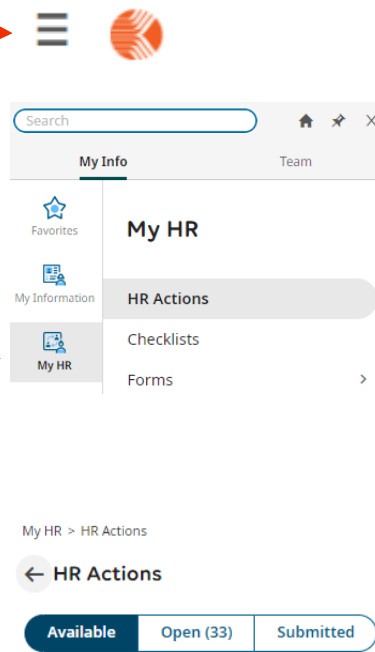 Search
My Info Team
Favorites
My HR
My Information
HR Actions
Checklists
My HR
Forms
My HR > HR Actions
HR Actions
Available Open (33) Submitted